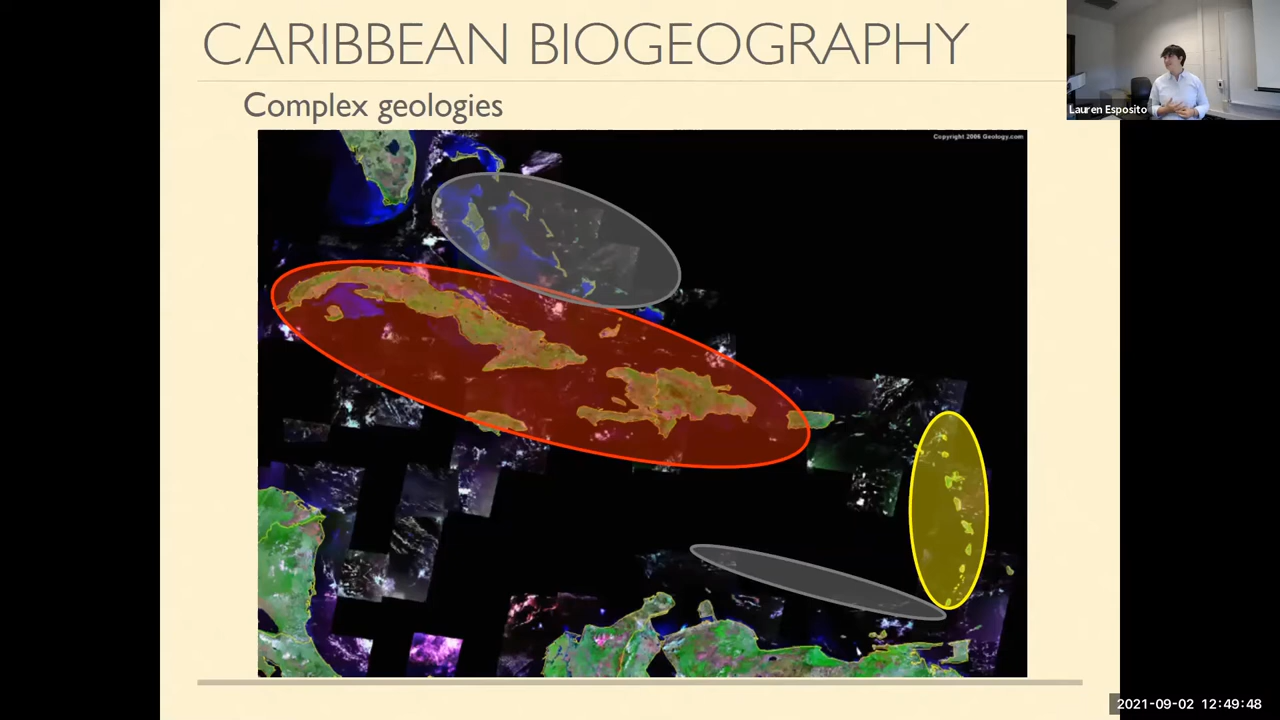 CARIBBEAN BIOGEOGRAPHY
Complex geologies
Copyright 2006 Geology.com
Lauren Esposito
2021-09-02 12:49:48